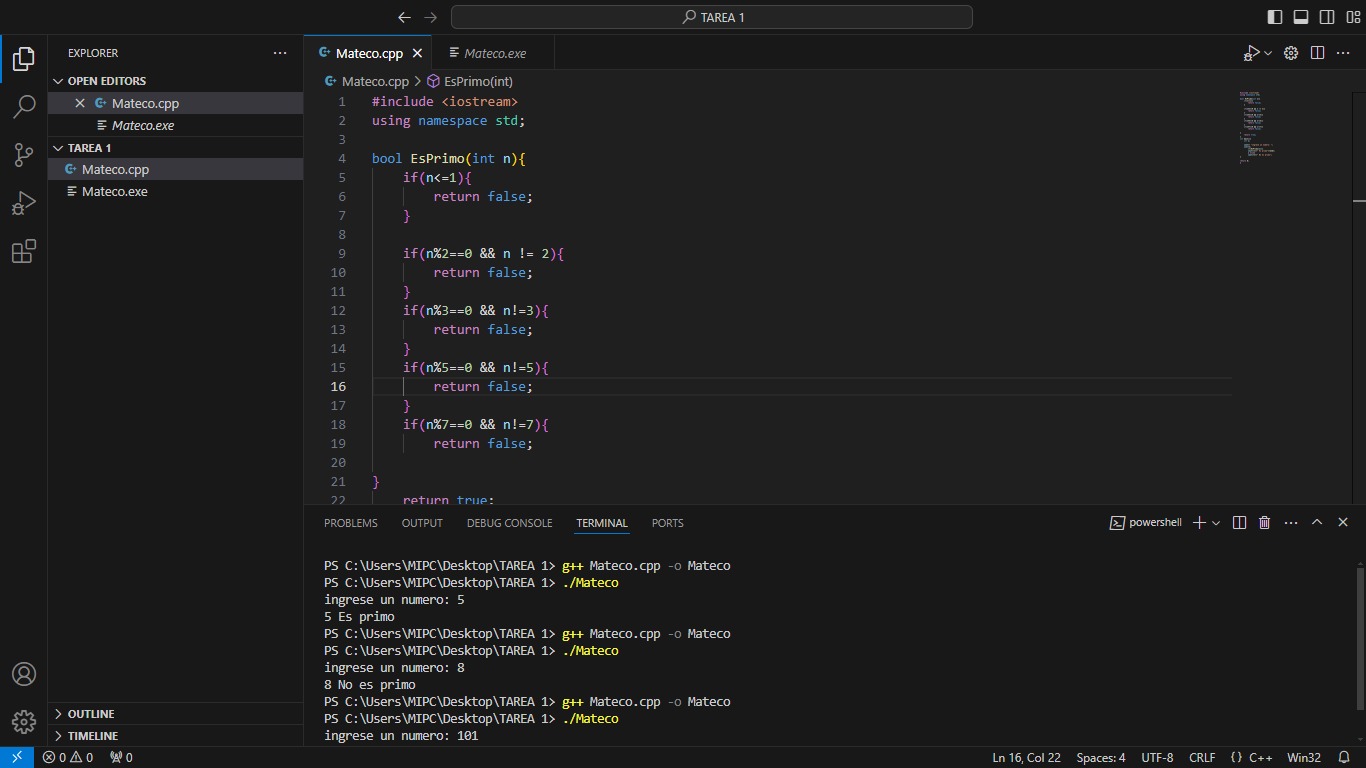 TAREA 1
EXPLORER
OPEN EDITORS
Mateco.cpp
Mateco.exe
TAREA 1
Mateco.cpp
Mateco.exe
OUTLINE
TIMELINE
Mateco.cpp
Mateco.exe
Mateco.cpp > EsPrimo(int)
1 #include <iostream>
2 using namespace std;
3
4 bool EsPrimo(int n){
5 if(n<=1){
6 return false;
7 }
8
9 if(n%2==0 && n != 2){
10 return false;
11 }
12 if(n%3==0 && n!=3){
13 return false;
14 }
15 if(n%5==0 && n!=5){
16 return false;
17 }
18 if(n%7==0 && n!=7){
19 return false;
20
21 }
22 return true;
PROBLEMS OUTPUT DEBUG CONSOLE TERMINAL PORTS
powershell
PS C:\Users\MIPC\Desktop\TAREA 1> g++ Mateco.cpp -o Mateco
PS C:\Users\MIPC\Desktop\TAREA 1> ./Mateco
ingrese un numero: 5
5 Es primo
PS C:\Users\MIPC\Desktop\TAREA 1> g++ Mateco.cpp -o Mateco
PS C:\Users\MIPC\Desktop\TAREA 1> ./Mateco
ingrese un numero: 8
8 No es primo
PS C:\Users\MIPC\Desktop\TAREA 1> g++ Mateco.cpp -o Mateco
PS C:\Users\MIPC\Desktop\TAREA 1> ./Mateco
ingrese un numero: 101
0 0 0
Ln 16, Col 22 Spaces: 4 UTF-8 CRLF {} C++ Win32